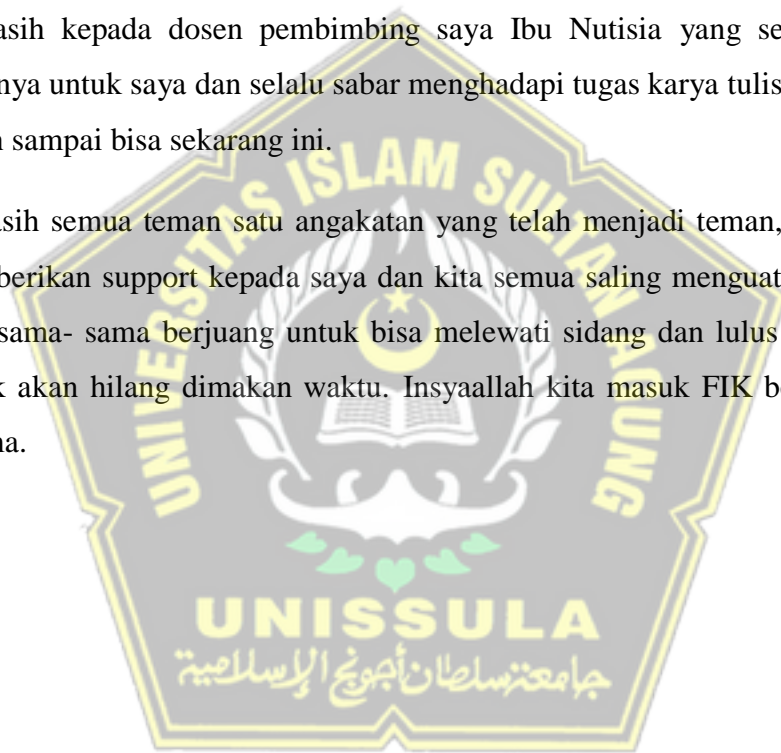 asih kepada dosen pembimbing saya Ibu Nutisia yang se
nya untuk saya dan selalu sabar menghadapi tugas karya tulis
n sampai bisa sekarang ini.
asih semua teman satu angakatan yang telah menjadi teman,
berikan support kepada saya dan kita semua saling menguat
sama- sama berjuang untuk bisa melewati sidang dan lulus
k akan hilang dimakan waktu. Insyaallah kita masuk FIK b
na.
UNIVERSITAS ISLAM SULTAN AGUNG
UNISSULA
جامعتسلطان أجونج الإسلامية